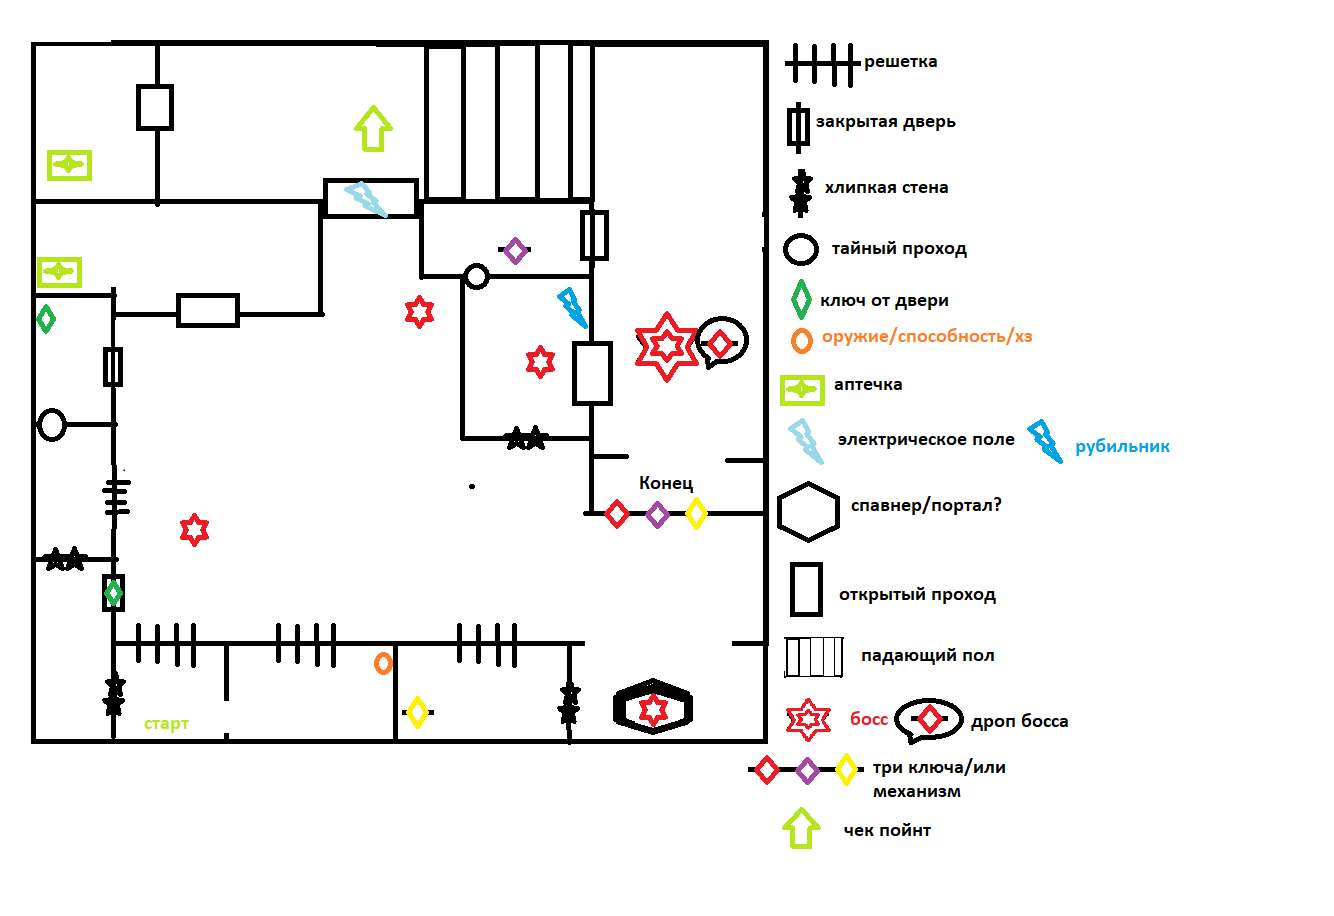 решетка
закрытая дверь
хлипкая стена
тайный проход
ключ от двери
оружие/способность/хз
аптечка
электрическое поле
рубильник
Конец
спавнер/портал?
открытый проход
падающий пол
старт
босс
дроп босса
три ключа/или
механизм
чек пойнт